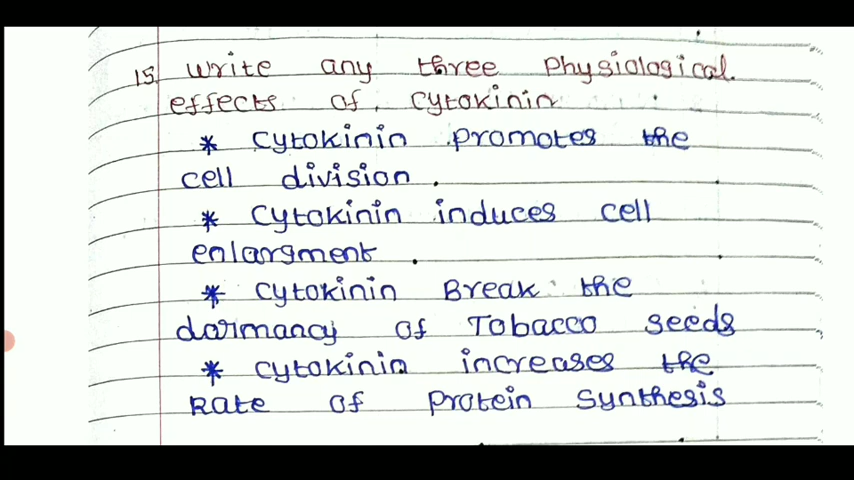 15. Write any three Physiological
effects of Cytokinin
* Cytokinin promotes the
cell division.
* Cytokinin induces cell
enlargment.
* Cytokinin Break the
darmancy of Tobacco seeds
* Cytokinin increases the
Rate of Protein Synthesis